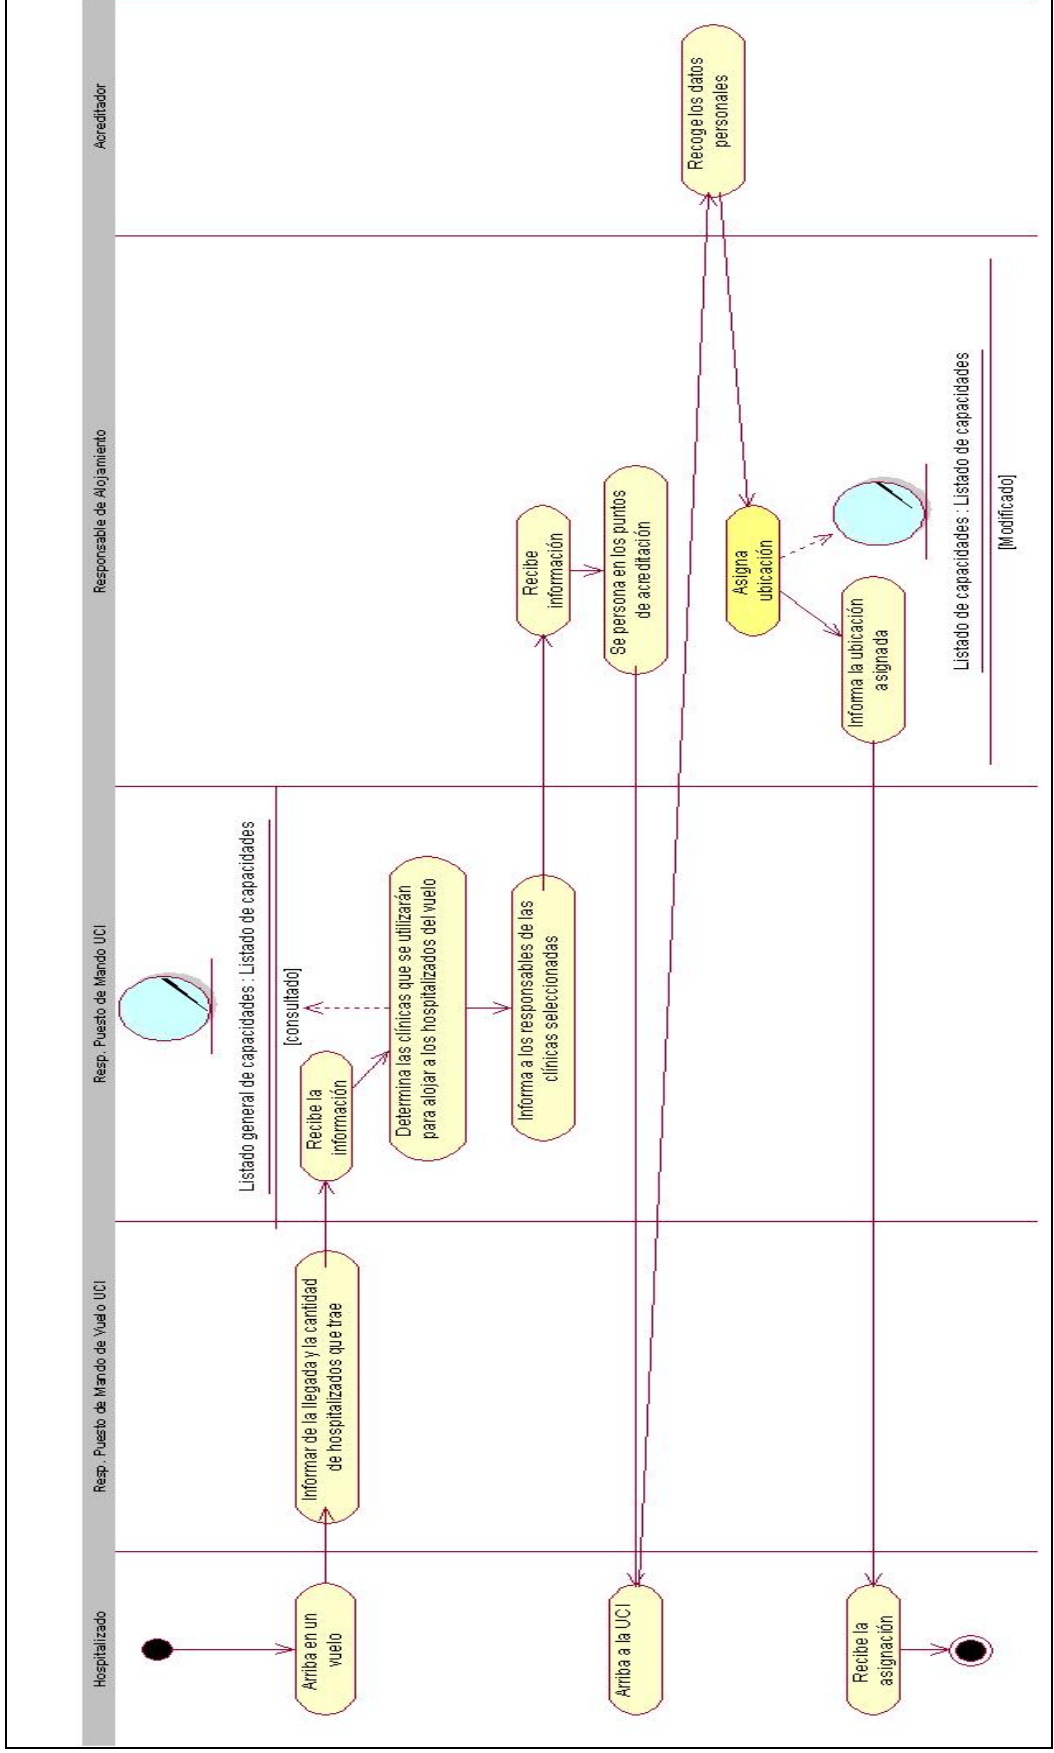 Hospitalizado
Resp. Puesto de Mando de Vuelo UCI
Resp. Puesto de Mando UCI
Responsable de Alojamiento
Acreditador
Listado general de capacidades : Listado de capacidades
[consultado]
Arriba en un
vuelo
Informar de la llegada y la cantidad
de hospitalizados que trae
Recibe la
información
Determina las clínicas que se utilizarán
para alojar a los hospitalizados del vuelo
Informa a los responsables de las
clínicas seleccionadas
Recibe
información
Se persona en los puntos
de acreditación
Arriba a la UCI
Recoge los datos
personales
Asigna
ubicación
Informa la ubicación
asignada
Recibe la
asignación
Listado de capacidades : Listado de capacidades
[Modificado]